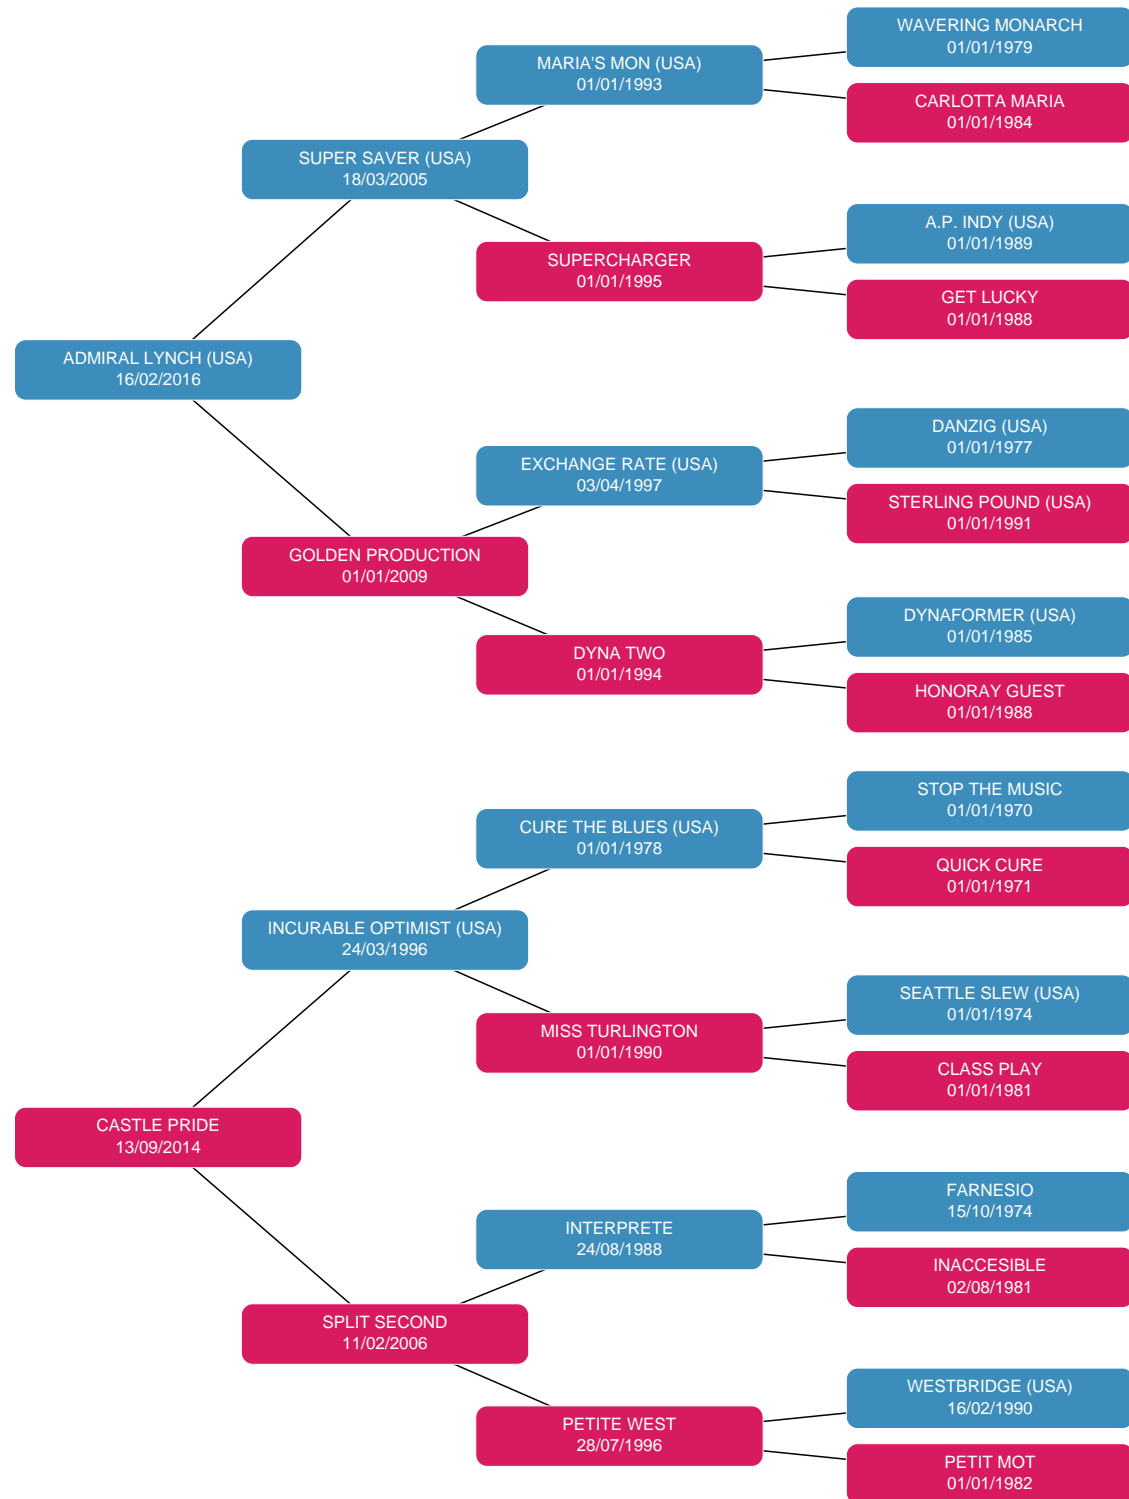 WAVERING MONARCH
01/01/1979
MARIA'S MON (USA)
01/01/1993
CARLOTTA MARIA
01/01/1984
SUPER SAVER (USA)
18/03/2005
A.P. INDY (USA)
01/01/1989
SUPERCHARGER
01/01/1995
GET LUCKY
01/01/1988
ADMIRAL LYNCH (USA)
16/02/2016
DANZIG (USA)
01/01/1977
EXCHANGE RATE (USA)
03/04/1997
STERLING POUND (USA)
01/01/1991
GOLDEN PRODUCTION
01/01/2009
DYNAFORMER (USA)
01/01/1985
DYNA TWO
01/01/1994
HONORAY GUEST
01/01/1988
STOP THE MUSIC
01/01/1970
CURE THE BLUES (USA)
01/01/1978
QUICK CURE
01/01/1971
INCURABLE OPTIMIST (USA)
24/03/1996
SEATTLE SLEW (USA)
01/01/1974
MISS TURLINGTON
01/01/1990
CLASS PLAY
01/01/1981
CASTLE PRIDE
13/09/2014
FARNESIO
15/10/1974
INTERPRETE
24/08/1988
INACCESIBLE
02/08/1981
SPLIT SECOND
11/02/2006
WESTBRIDGE (USA)
16/02/1990
PETITE WEST
28/07/1996
PETIT MOT
01/01/1982